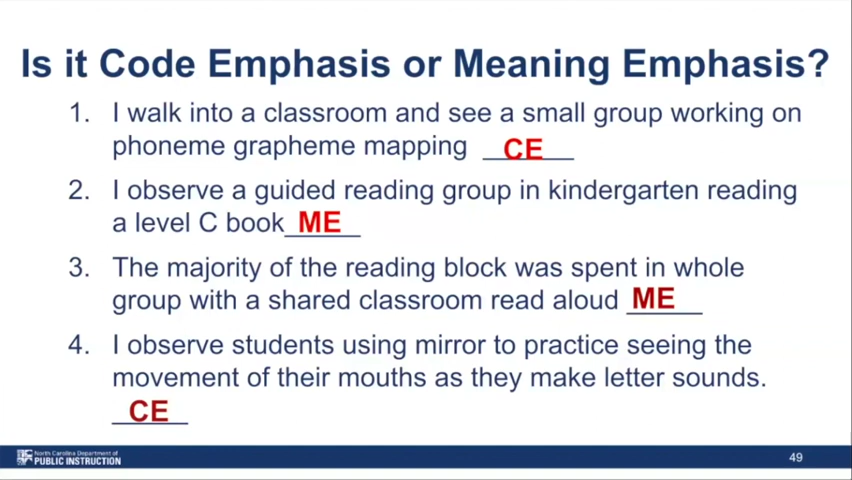 Is it Code Emphasis or Meaning Emphasis?
1. I walk into a classroom and see a small group working on
phoneme grapheme mapping CE
2. I observe a guided reading group in kindergarten reading
a level C book ME
3. The majority of the reading block was spent in whole
group with a shared classroom read aloud ME
4. I observe students using mirror to practice seeing the
movement of their mouths as they make letter sounds.
CE
North Carolina Department of
PUBLIC INSTRUCTION
49